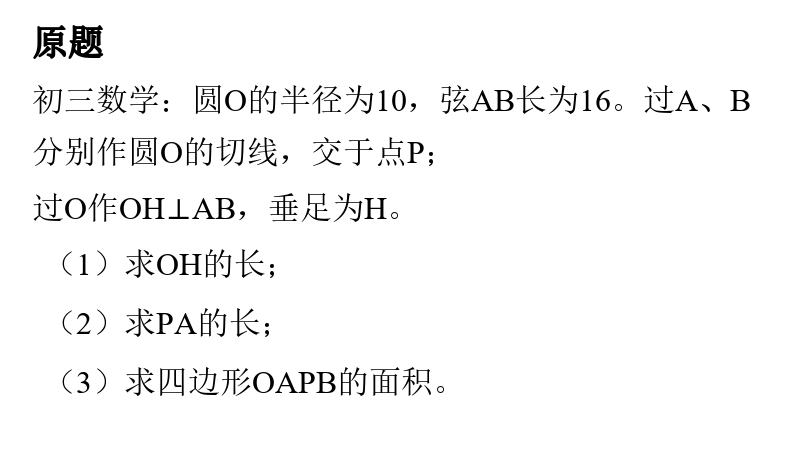 原题
初三数学：圆O的半径为10，弦AB长为16。过A、B
分别作圆O的切线，交于点P；
过O作OH⊥AB，垂足为H。
（1）求OH的长；
（2）求PA的长；
（3）求四边形OAPB的面积。